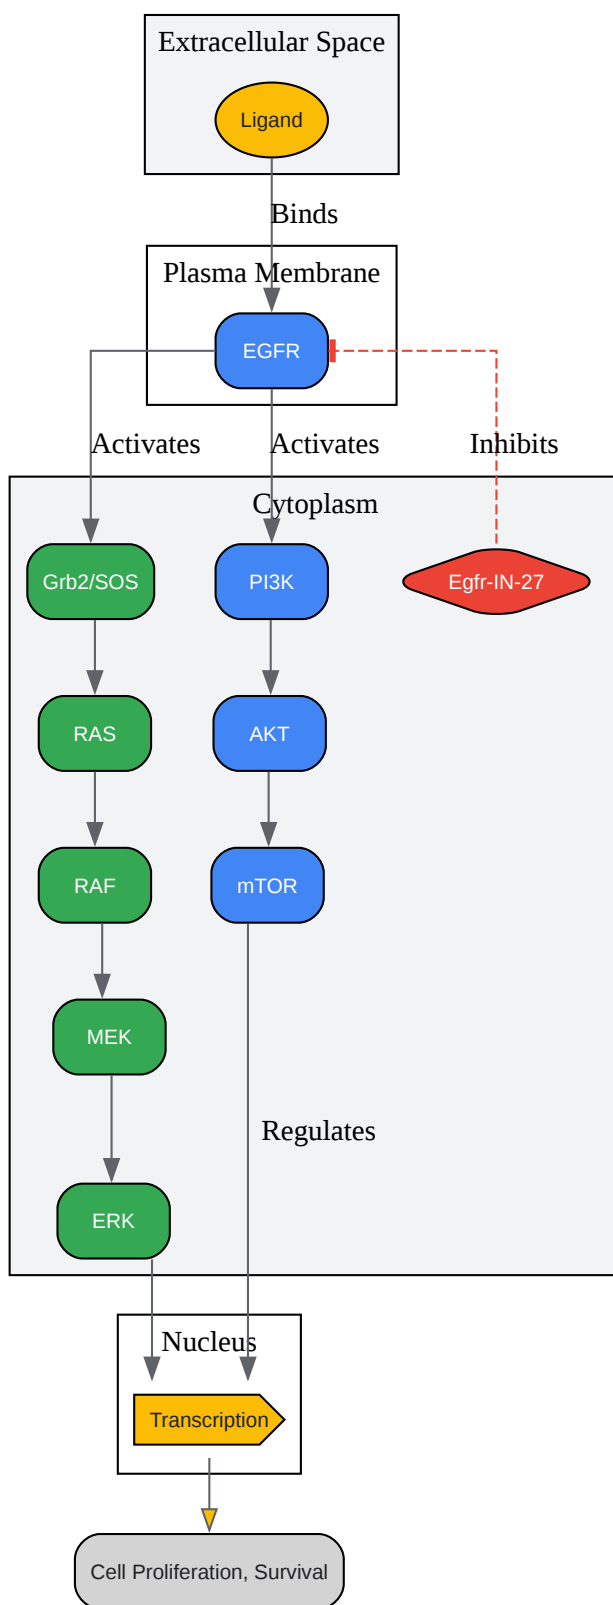 Extracellular Space
Ligand
Binds
Plasma Membrane
EGFR
Activates
Activates
Inhibits
Cytoplasm
Grb2/SOS
PI3K
Egfr-IN-27
RAS
AKT
RAF
mTOR
MEK
Regulates
ERK
Nucleus
Transcription
Cell Proliferation, Survival